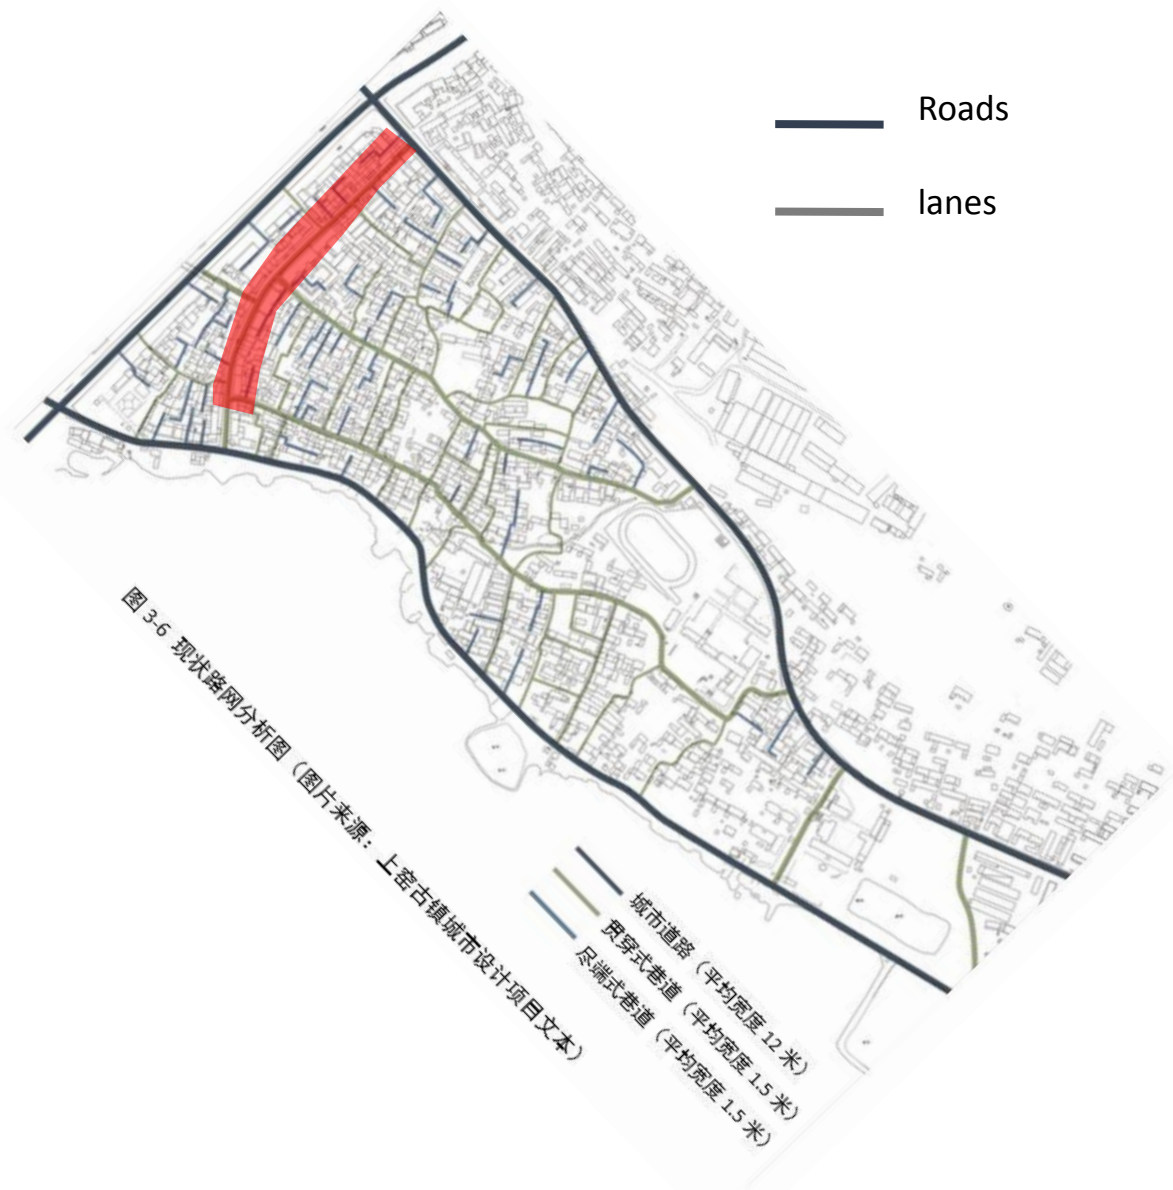 Roads
lanes
图 3-6 现状路网分析图（图片来源：上窑古镇城市设计项目文本）
城市道路（平均宽度 12 米）
贯穿式巷道（平均宽度 1.5 米）
尽端式巷道（平均宽度 1.5 米）